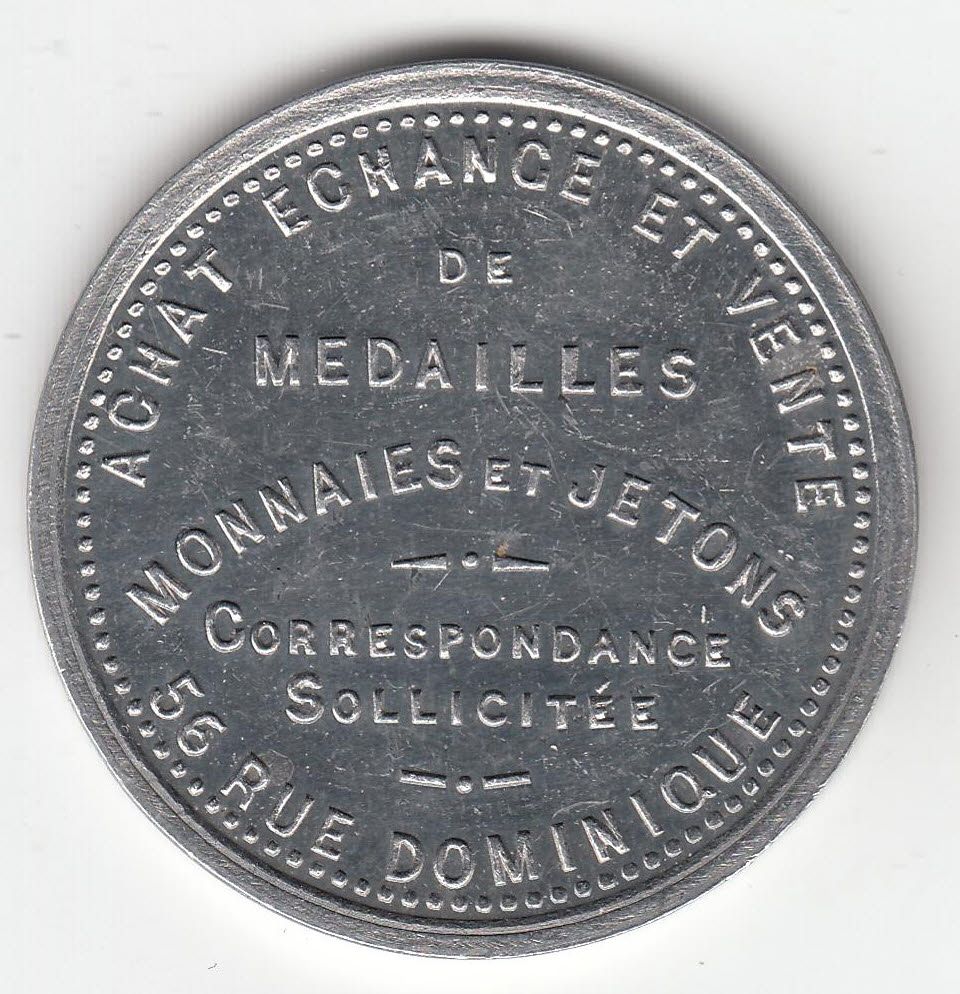 ACHAT ECHANGE ET VENTE
DE
MEDAILLES
MONNAIES ET JETONS
CORRESPONDANCE
SOLLICITÉE
56 RUE DOMINIQUE